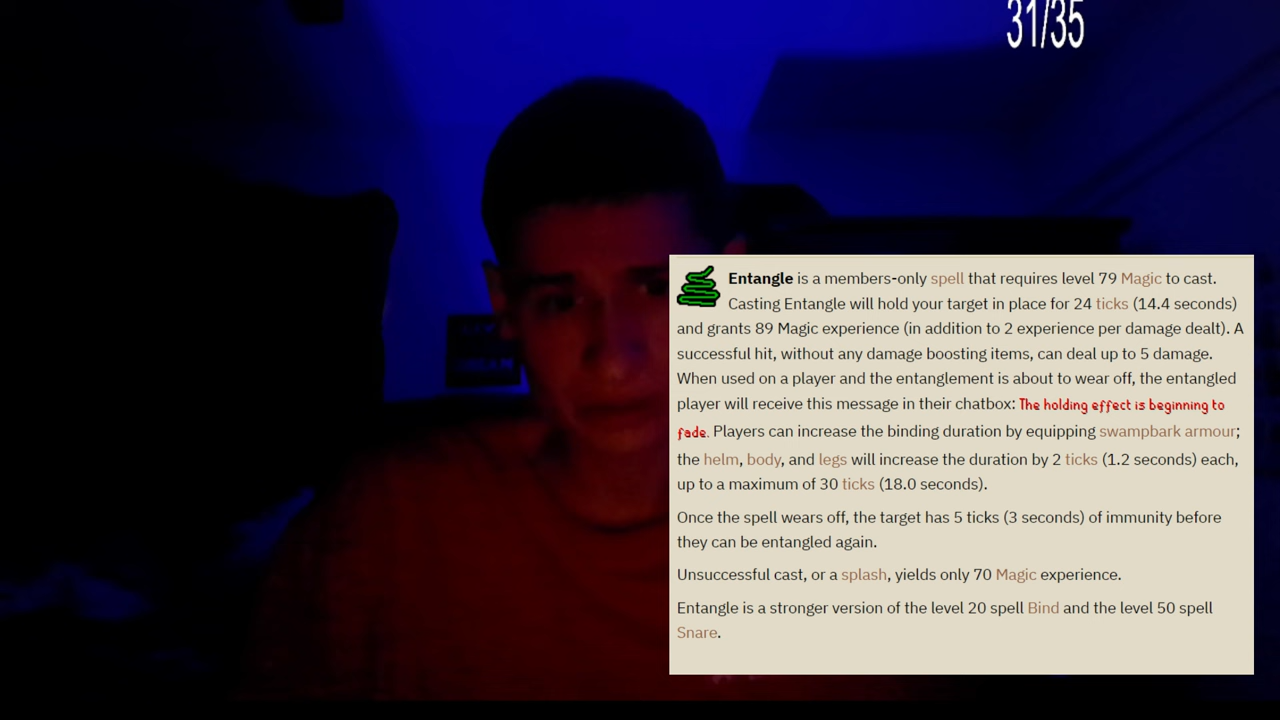 31/35
Entangle is a members-only spell that requires level 79 Magic to cast.
Casting Entangle will hold your target in place for 24 ticks (14.4 seconds)
and grants 89 Magic experience (in addition to 2 experience per damage dealt). A
successful hit, without any damage boosting items, can deal up to 5 damage.
When used on a player and the entanglement is about to wear off, the entangled
player will receive this message in their chatbox: The holding effect is beginning to
fade. Players can increase the binding duration by equipping swampbark armour;
the helm, body, and legs will increase the duration by 2 ticks (1.2 seconds) each,
up to a maximum of 30 ticks (18.0 seconds).
Once the spell wears off, the target has 5 ticks (3 seconds) of immunity before
they can be entangled again.
Unsuccessful cast, or a splash, yields only 70 Magic experience.
Entangle is a stronger version of the level 20 spell Bind and the level 50 spell
Snare.